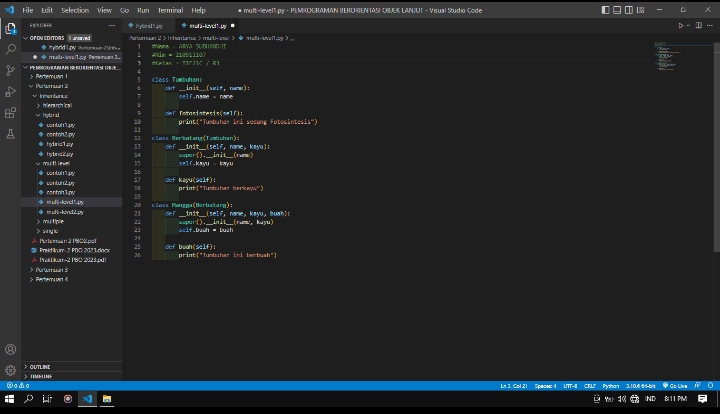 File Edit Selection View Go Run Terminal Help
● multi-level1.py - PEMROGRAMAN BERORIENTASI OBJEK LANJUT - Visual Studio Code
EXPLORER
OPEN EDITORS 1 unsaved
hybrid1.py Pertemuan 2\Inh...
● multi-level1.py Pertemuan 2...
PEMROGRAMAN BERORIENTASI OBJE...
Pertemuan 1
Pertemuan 2
Inheritance
hierarchical
hybrid
contoh1.py
contoh2.py
hybrid1.py
hybrid2.py
multi-level
contoh1.py
contoh2.py
contoh3.py
multi-level1.py
multi-level2.py
multiple
single
Pertemuan 2 PBO2.pdf
Praktikum-2 PBO 2023.docx
Praktikum-2 PBO 2023.pdf
Pertemuan 3
Pertemuan 4
OUTLINE
TIMELINE
hybrid1.py
multi-level1.py ●
Pertemuan 2 > Inheritance > multi-level > multi-level1.py > ...
1 #Nama = ARYA SUBHANDHI
2 #Nim = 210511107
3 #Kelas = TIF21C / R3
4
5 class Tumbuhan:
6 def __init__(self, name):
7 self.name = name
8
9 def fotosintesis(self):
10 print("Tumbuhan ini sedang Fotosintesis")
11
12 class Berbatang(Tumbuhan):
13 def __init__(self, name, kayu):
14 super().__init__(name)
15 self.kayu = kayu
16
17 def kayu(self):
18 print("Tumbuhan berkayu")
19
20 class Mangga(Berbatang):
21 def __init__(self, name, kayu, buah):
22 super().__init__(name, kayu)
23 self.buah = buah
24
25 def buah(self):
26 print("Tumbuhan ini berbuah")
0 0
Ln 3, Col 21 Spaces: 4 UTF-8 CRLF Python 3.10.6 64-bit Go Live
IND 8:11 PM